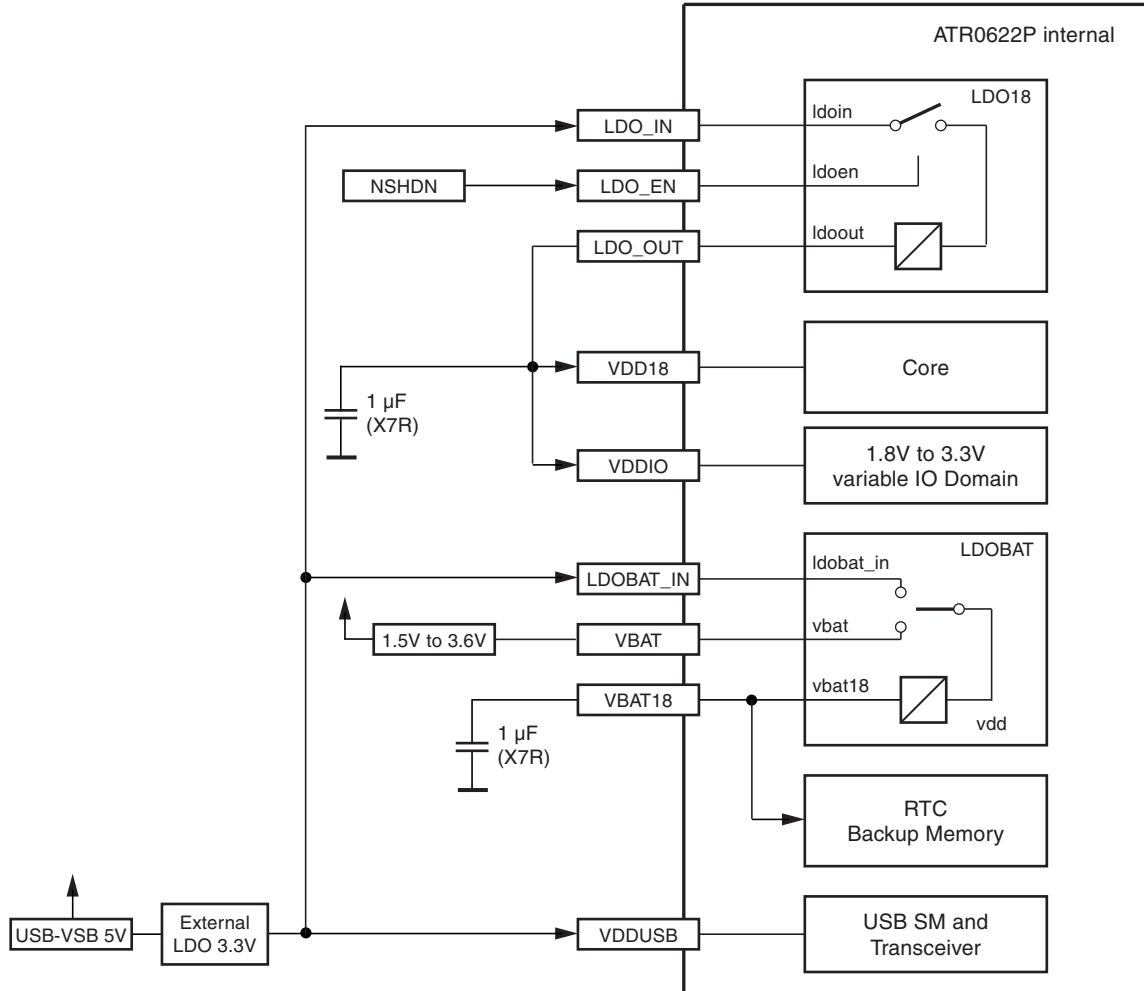 ATR0622P internal
LDO18
LDO_IN
ldoin
NSHDN
LDO_EN
ldoen
LDO_OUT
ldoout
VDD18
Core
1 µF
(X7R)
VDDIO
1.8V to 3.3V
variable IO Domain
LDOBAT
LDOBAT_IN
ldobat_in
1.5V to 3.6V
VBAT
vbat
VBAT18
vbat18
vdd
1 µF
(X7R)
RTC
Backup Memory
USB-VSB 5V
External
LDO 3.3V
VDDUSB
USB SM and
Transceiver